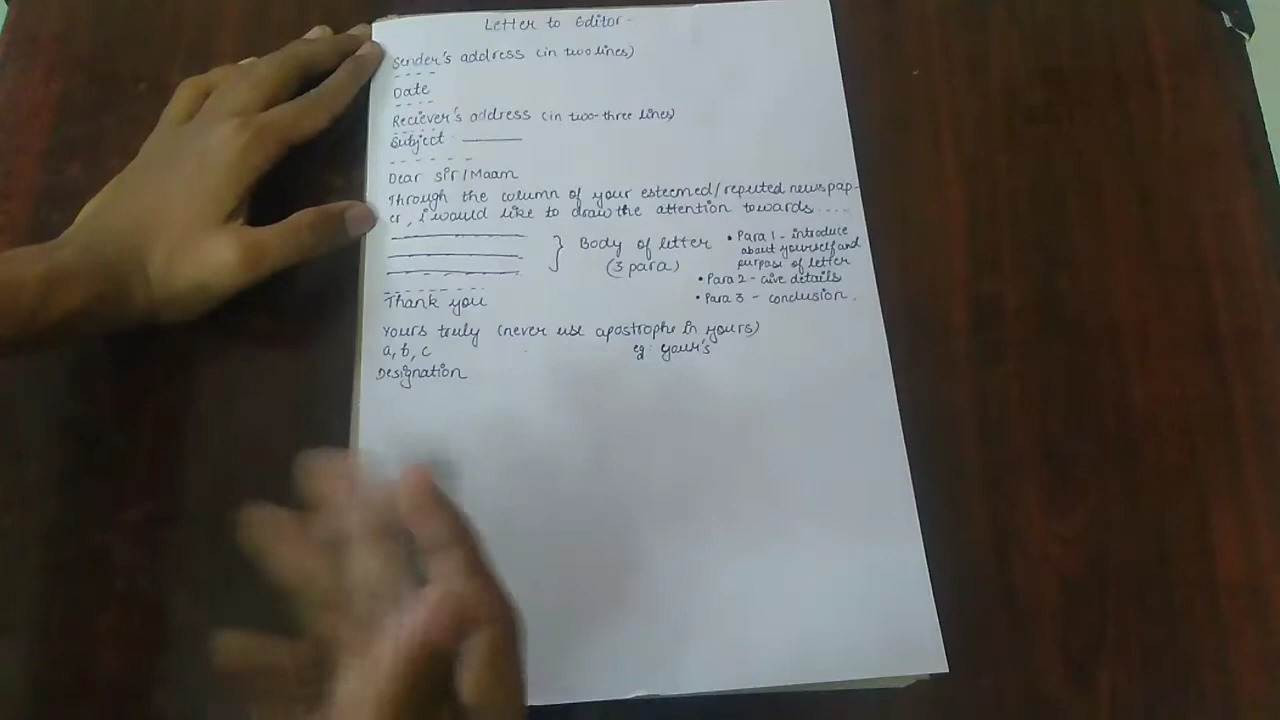 Letter to Editor -
Sender's address (in two lines)
Date
Reciever's address (in two-three lines)
Subject
Dear Sir/Maam
Through the column of your esteemed/reputed newspap-
er, i would like to draw the attention towards ....
} Body of letter
(3 para)
• Para 1 - introduce
about yourself and
purpose of letter
• Para 2 - Give details
• Para 3 - conclusion.
Thank you
Yours truly (never use apostrophe in yours)
a, b, c eg: your's
Designation